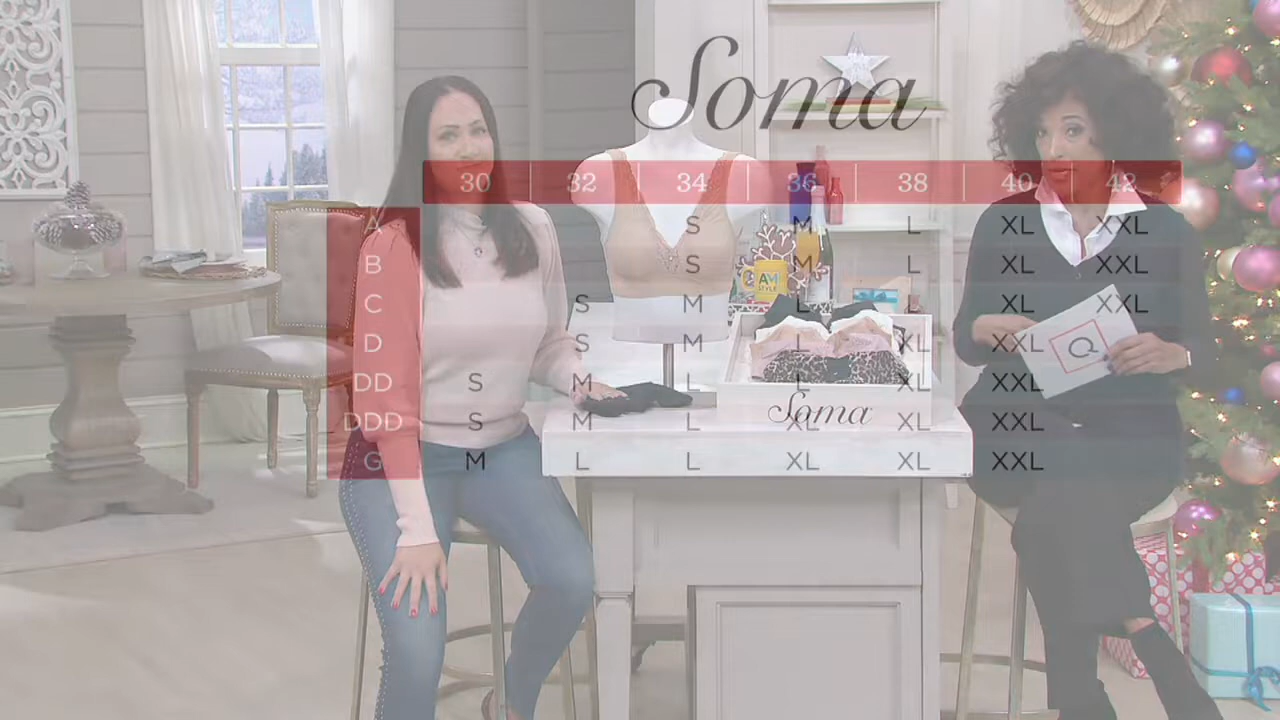 Soma
30 32 34 36 38 40 42
A S M L XL XXL
B S M L XL XXL
C S M L XL XXL
D S M L XL XXL
DD S M L L XL XXL
DDD S M L XL XL XXL
G M L L XL XL XXL
AM
STYLE
Q
Soma